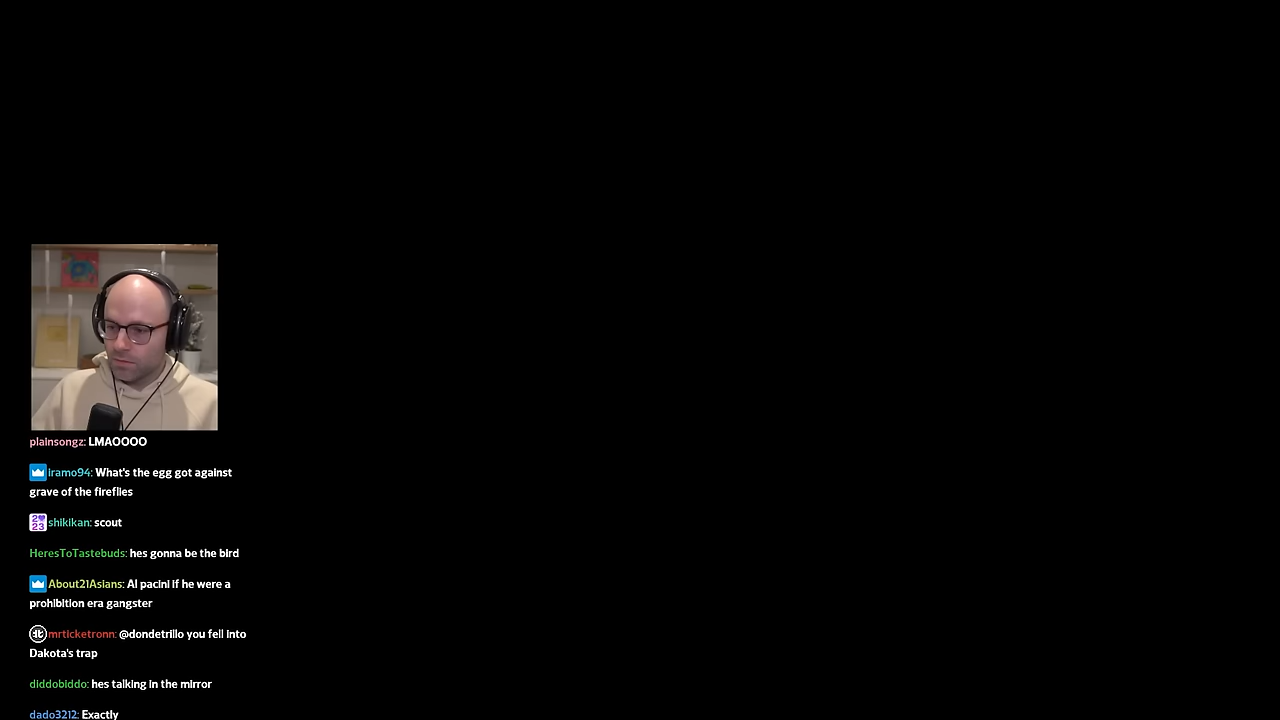 plainsongz: LMAOOOO
iramo94: What's the egg got against
grave of the fireflies
shikikan: scout
HeresToTastebuds: hes gonna be the bird
About21Asians: Al pacini if he were a
prohibition era gangster
mrticketronn: @dondetrillo you fell into
Dakota's trap
diddobiddo: hes talking in the mirror
dado3212: Exactly